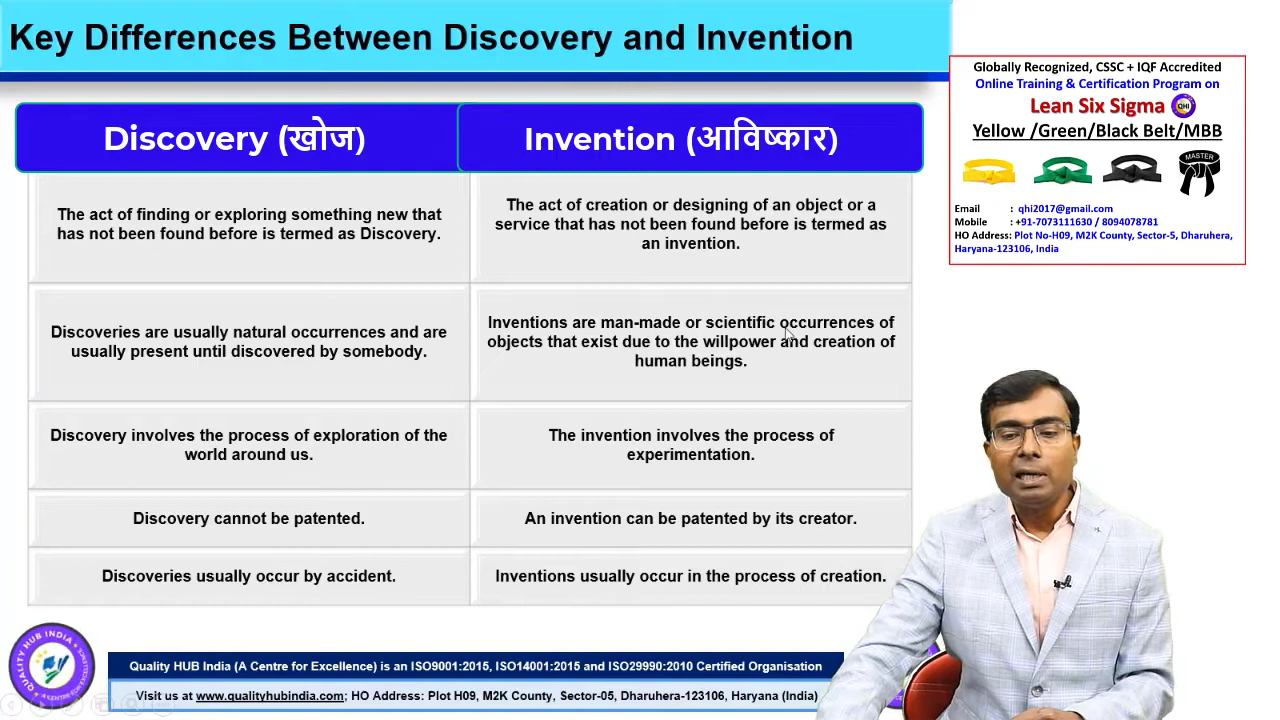 Key Differences Between Discovery and Invention
Globally Recognized, CSSC + IQF Accredited
Online Training & Certification Program on
Lean Six Sigma QHI
Yellow /Green/Black Belt/MBB
MASTER
Email : qhi2017@gmail.com
Mobile : +91-7073111630 / 8094078781
HO Address: Plot No-H09, M2K County, Sector-5, Dharuhera,
Haryana-123106, India
Discovery (खोज)
Invention (आविष्कार)
The act of finding or exploring something new that
has not been found before is termed as Discovery.
The act of creation or designing of an object or a
service that has not been found before is termed as
an invention.
Discoveries are usually natural occurrences and are
usually present until discovered by somebody.
Inventions are man-made or scientific occurrences of
objects that exist due to the willpower and creation of
human beings.
Discovery involves the process of exploration of the
world around us.
The invention involves the process of
experimentation.
Discovery cannot be patented.
An invention can be patented by its creator.
Discoveries usually occur by accident.
Inventions usually occur in the process of creation.
QUALITY HUB INDIA
Quality HUB India (A Centre for Excellence) is an ISO9001:2015, ISO14001:2015 and ISO29990:2010 Certified Organisation
Visit us at www.qualityhubindia.com; HO Address: Plot H09, M2K County, Sector-05, Dharuhera-123106, Haryana (India)